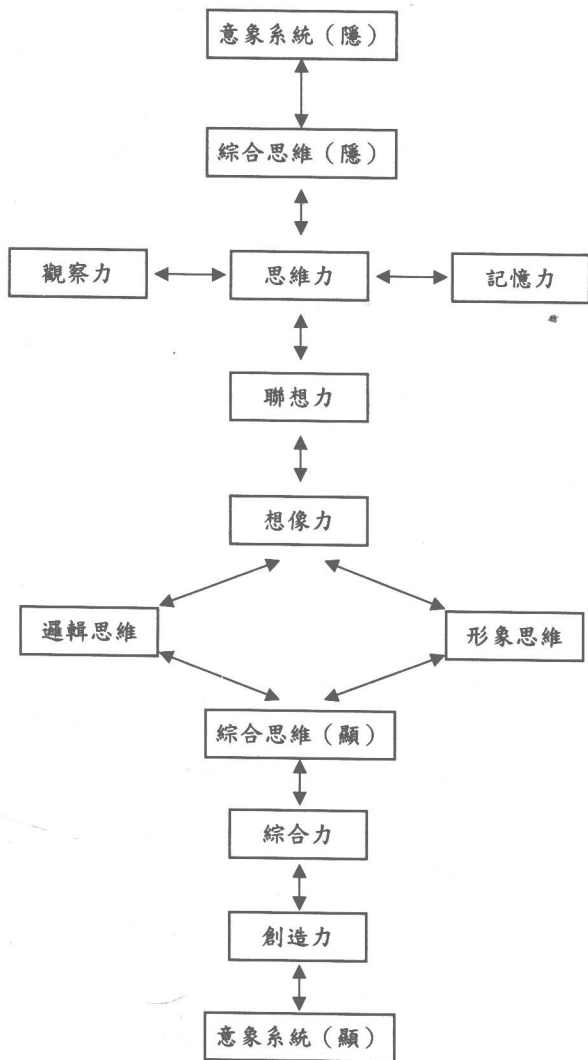 意象系統（隱）
綜合思維（隱）
觀察力
思維力
記憶力
聯想力
想像力
邏輯思維
形象思維
綜合思維（顯）
綜合力
創造力
意象系統（顯）